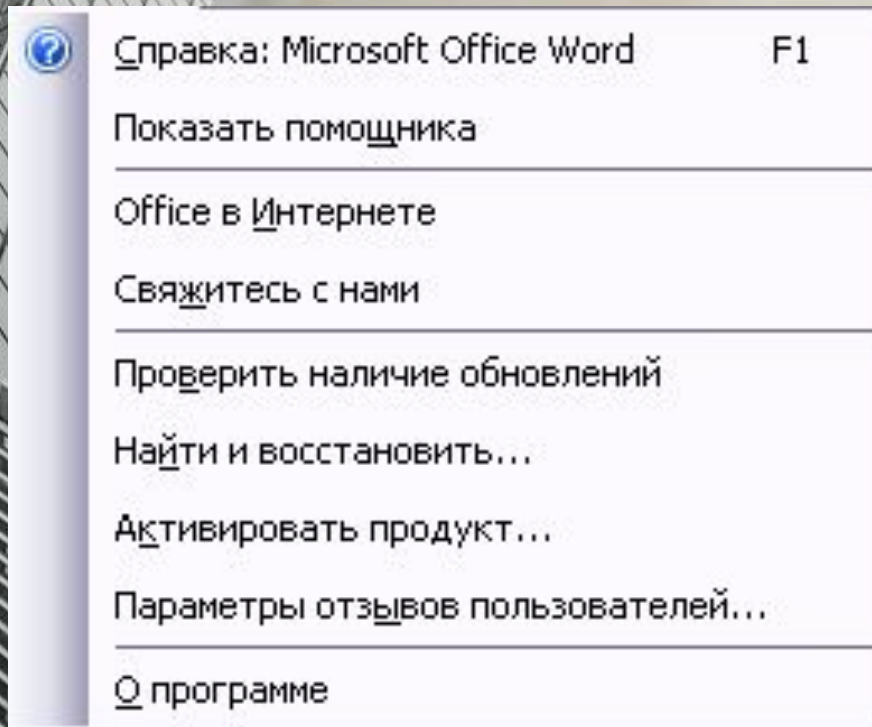 Справка: Microsoft Office Word F1
Показать помощника
Office в Интернете
Свяжитесь с нами
Проверить наличие обновлений
Найти и восстановить...
Активировать продукт...
Параметры отзывов пользователей...
О программе